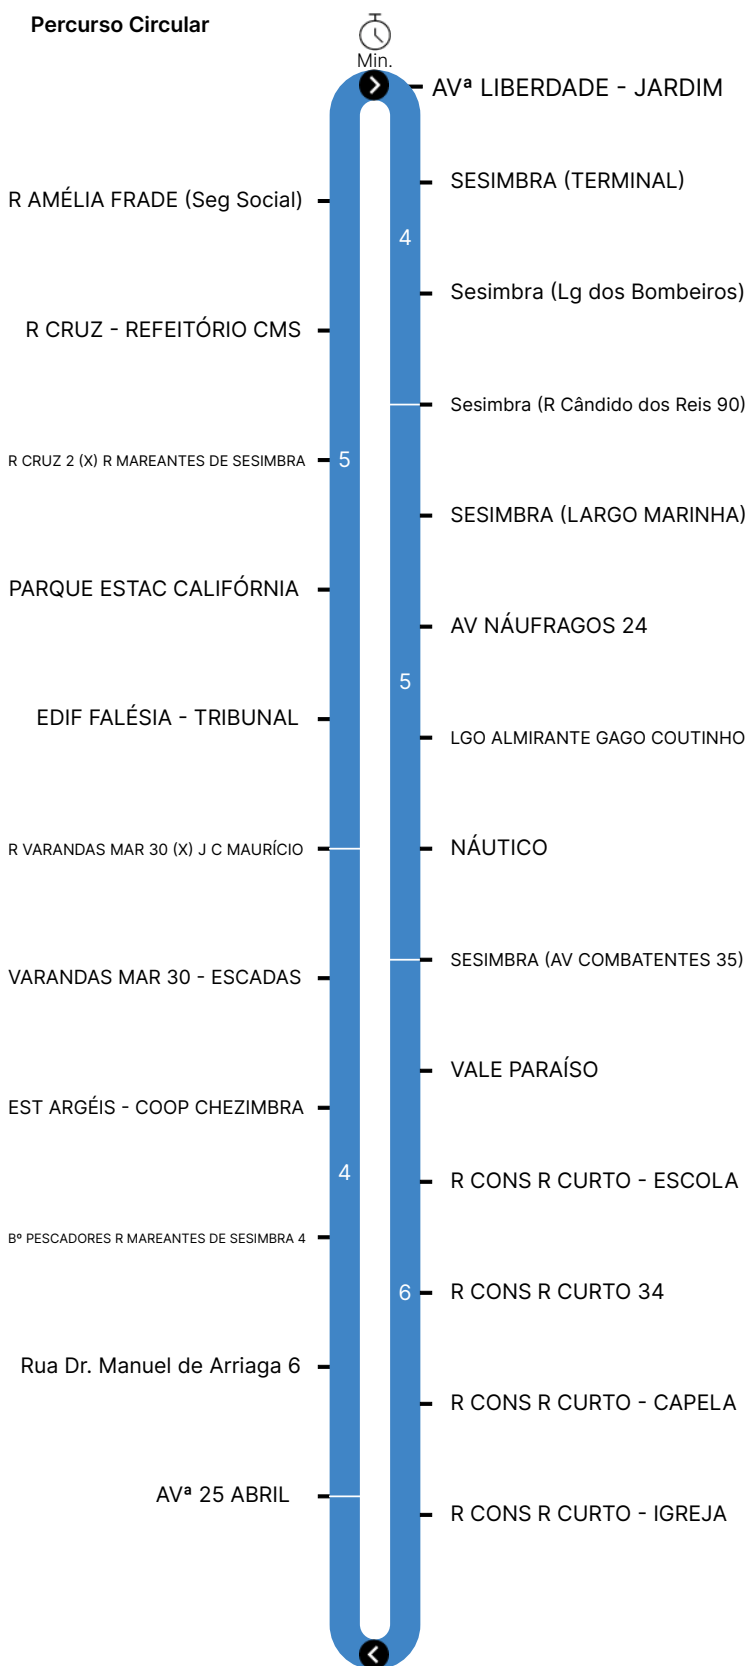 Percurso Circular
Min.
AVª LIBERDADE - JARDIM
SESIMBRA (TERMINAL)
R AMÉLIA FRADE (Seg Social)
4
Sesimbra (Lg dos Bombeiros)
R CRUZ - REFEITÓRIO CMS
Sesimbra (R Cândido dos Reis 90)
R CRUZ 2 (X) R MAREANTES DE SESIMBRA
5
SESIMBRA (LARGO MARINHA)
PARQUE ESTAC CALIFÓRNIA
AV NÁUFRAGOS 24
5
EDIF FALÉSIA - TRIBUNAL
LGO ALMIRANTE GAGO COUTINHO
R VARANDAS MAR 30 (X) J C MAURÍCIO
NÁUTICO
SESIMBRA (AV COMBATENTES 35)
VARANDAS MAR 30 - ESCADAS
VALE PARAÍSO
EST ARGÉIS - COOP CHEZIMBRA
4
R CONS R CURTO - ESCOLA
Bº PESCADORES R MAREANTES DE SESIMBRA 4
6
R CONS R CURTO 34
Rua Dr. Manuel de Arriaga 6
R CONS R CURTO - CAPELA
AVª 25 ABRIL
R CONS R CURTO - IGREJA